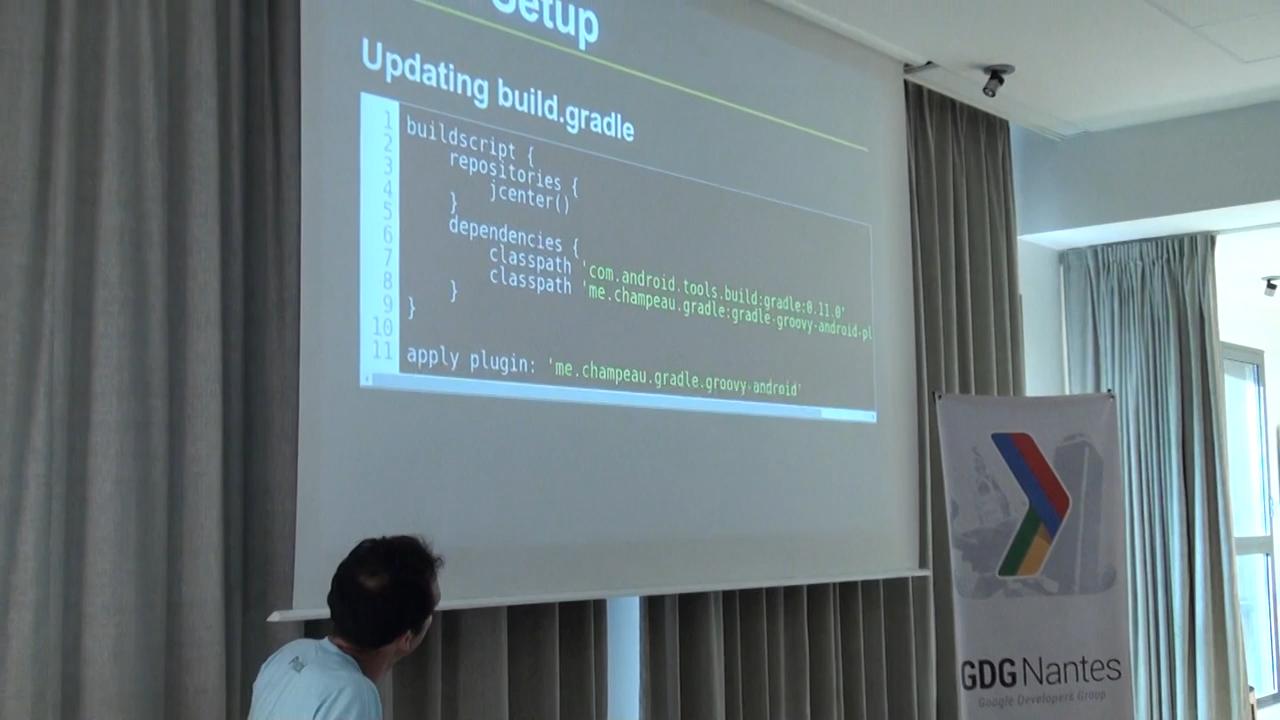 Setup
Updating build.gradle
1 buildscript {
2 repositories {
3 jcenter()
4 }
5 dependencies {
6 classpath 'com.android.tools.build:gradle:0.11.0'
7 classpath 'me.champeau.gradle:gradle-groovy-android-pl
8 }
9 }
10
11 apply plugin: 'me.champeau.gradle.groovy-android'
GDG Nantes
Google Developers Group